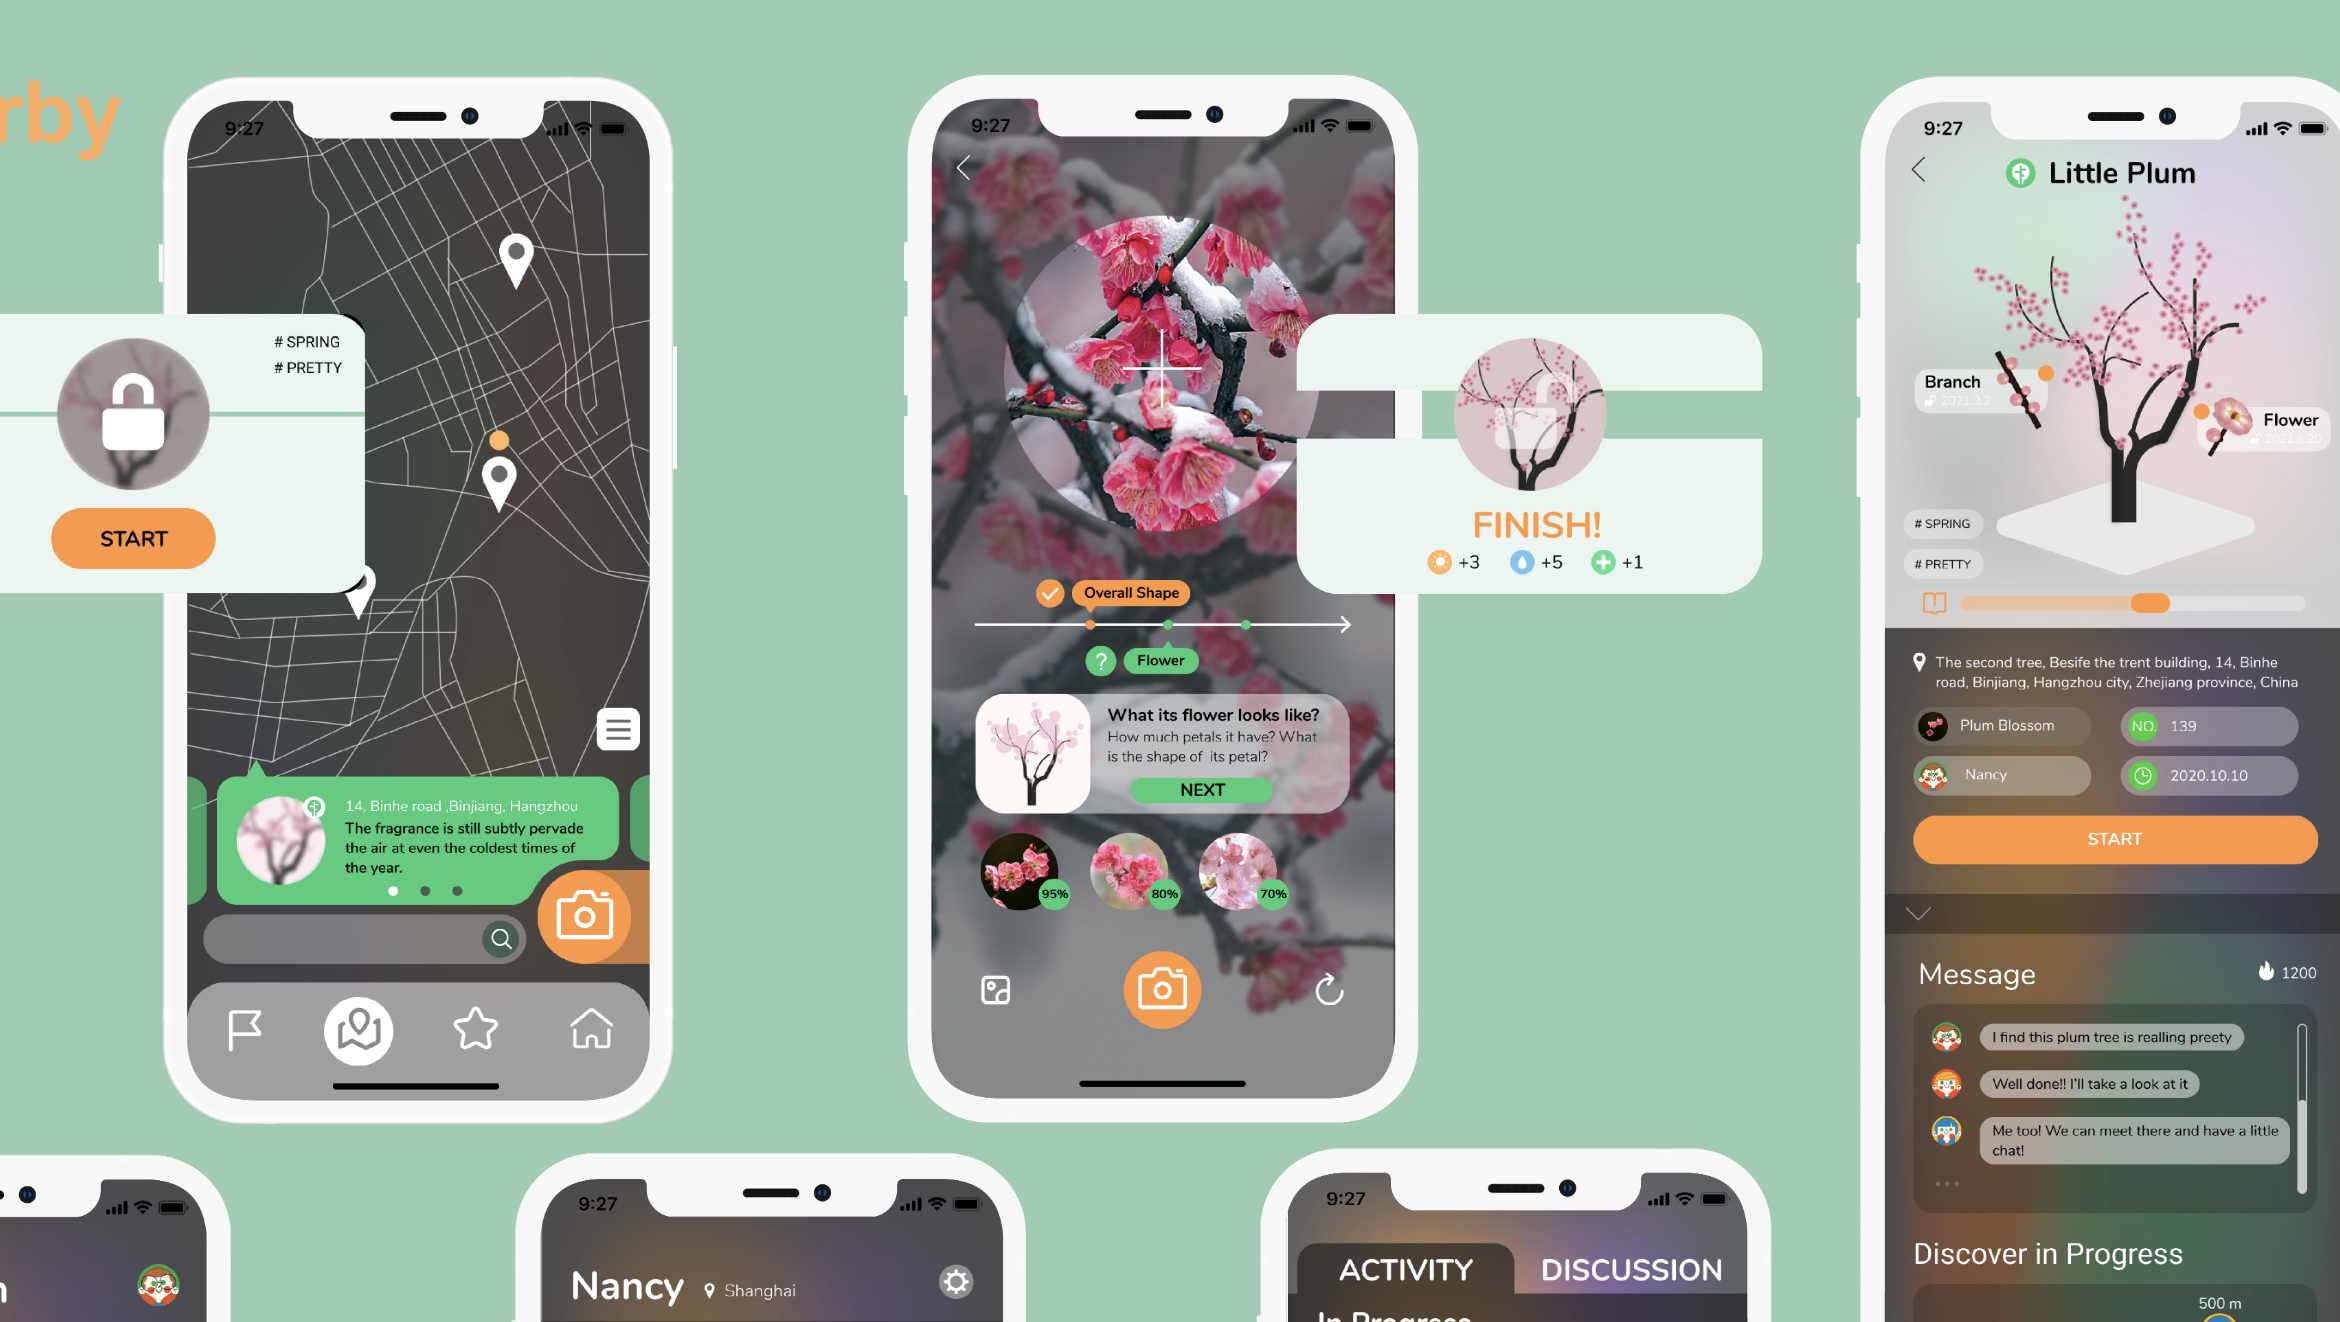 rby
9:27
# SPRING
# PRETTY
START
14, Binhe road ,Binjiang, Hangzhou
The fragrance is still subtly pervade
the air at even the coldest times of
the year.
9:27
Overall Shape
?
Flower
What its flower looks like?
How much petals it have? What
is the shape of its petal?
NEXT
95%
80%
70%
FINISH!
+3
+5
+1
9:27
Little Plum
Branch
2021.3.2
Flower
2021.6.20
# SPRING
# PRETTY
The second tree, Besife the trent building, 14, Binhe
road, Binjiang, Hangzhou city, Zhejiang province, China
Plum Blossom
NO. 139
Nancy
2020.10.10
START
Message
1200
I find this plum tree is realling preety
Well done!! I'll take a look at it
Me too! We can meet there and have a little
chat!
...
Discover in Progress
500 m
9:27
Nancy
Shanghai
9:27
ACTIVITY
DISCUSSION
In Progress